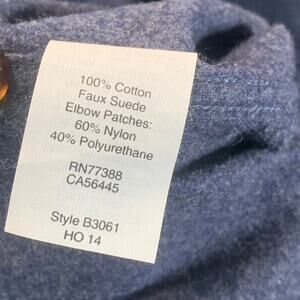 100% Cotton
Faux Suede
Elbow Patches:
60% Nylon
40% Polyurethane
RN77388
CA56445
Style B3061
HO 14